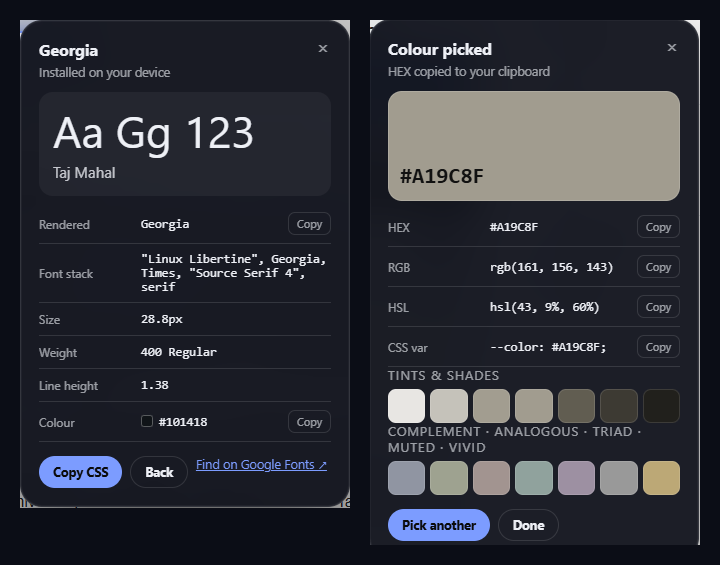 Georgia
Installed on your device
Aa Gg 123
Taj Mahal
Rendered Georgia Copy
Font stack "Linux Libertine", Georgia,
Times, "Source Serif 4",
serif
Size 28.8px
Weight 400 Regular
Line height 1.38
Colour #101418 Copy
Copy CSS Back Find on Google Fonts ↗
Colour picked
HEX copied to your clipboard
#A19C8F
HEX #A19C8F Copy
RGB rgb(161, 156, 143) Copy
HSL hsl(43, 9%, 60%) Copy
CSS var --color: #A19C8F; Copy
TINTS & SHADES
COMPLEMENT · ANALOGOUS · TRIAD ·
MUTED · VIVID
Pick another Done